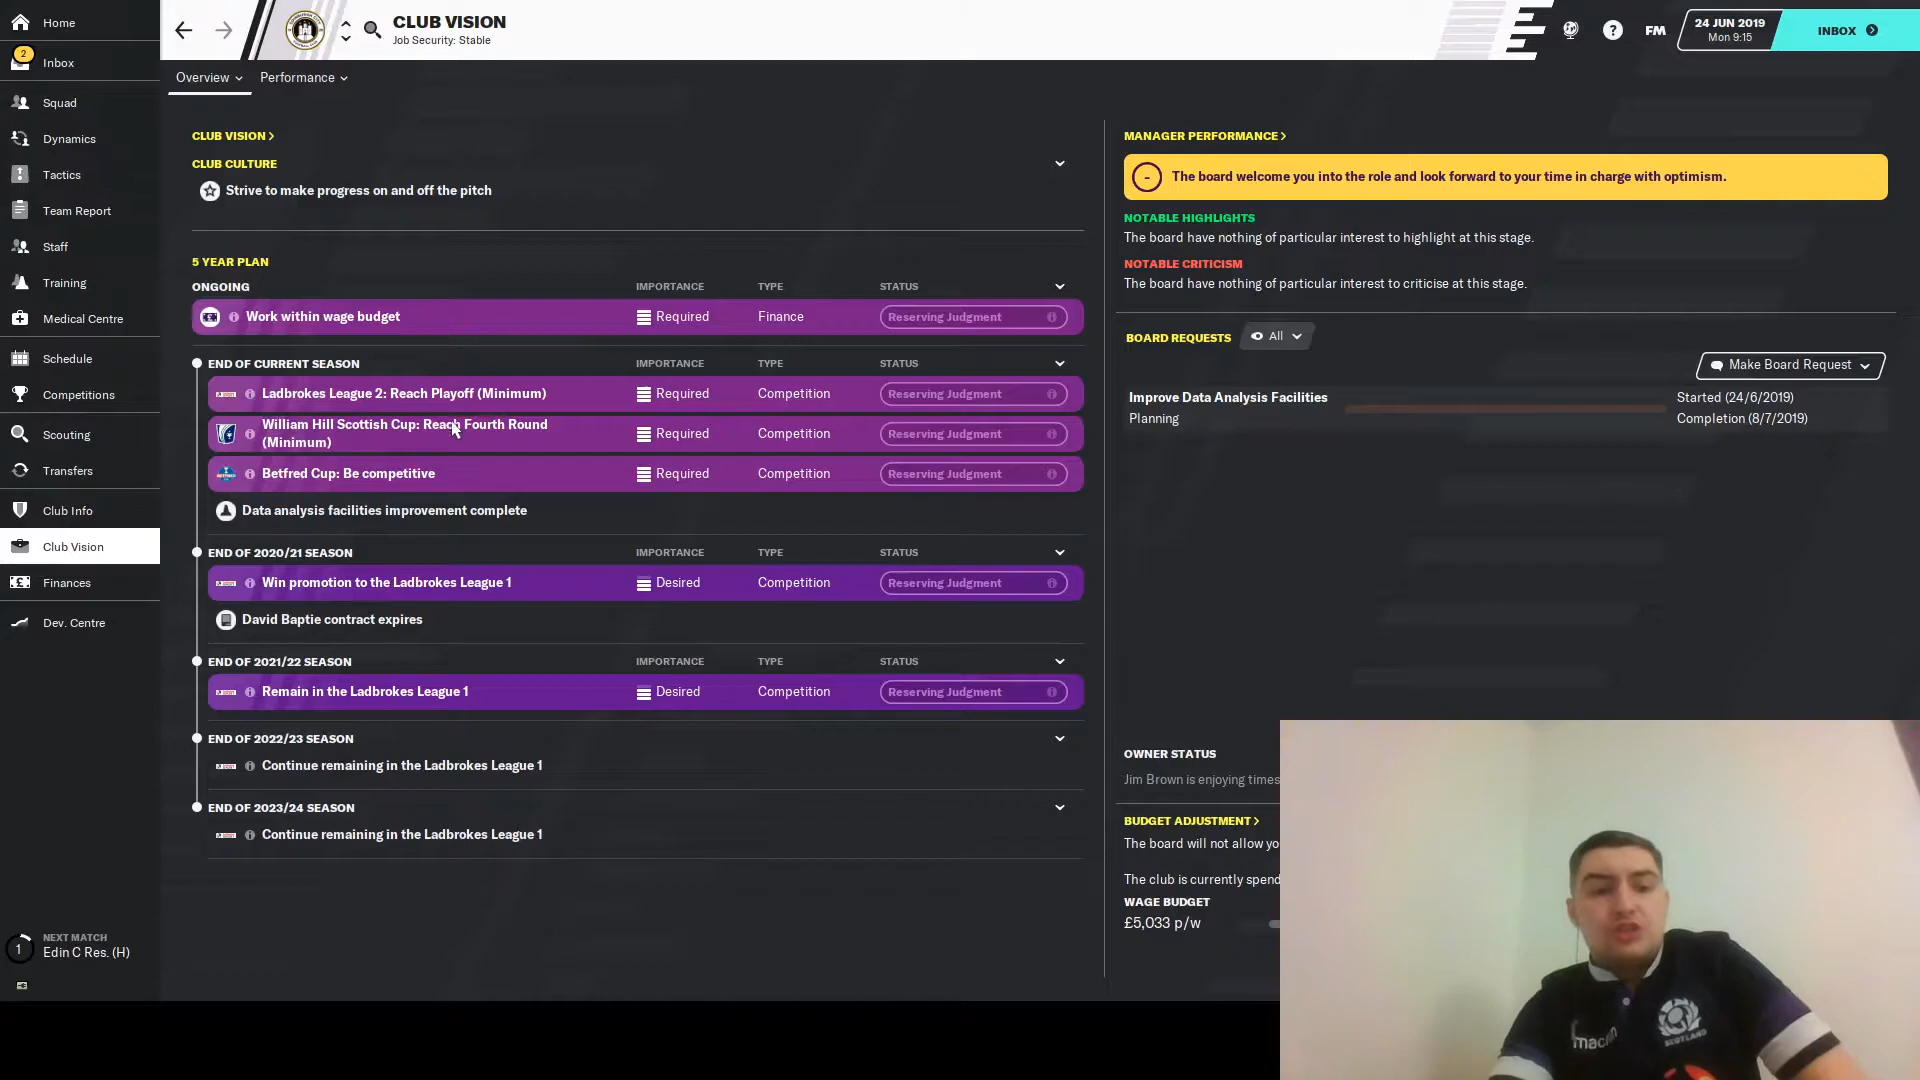 Home
2
Inbox
Squad
Dynamics
Tactics
Team Report
Staff
Training
Medical Centre
Schedule
Competitions
Scouting
Transfers
Club Info
Club Vision
Finances
Dev. Centre
NEXT MATCH
1
Edin C Res. (H)
CLUB VISION
Job Security: Stable
FM
24 JUN 2019
Mon 9:15
INBOX
Overview
Performance
CLUB VISION >
CLUB CULTURE
Strive to make progress on and off the pitch
5 YEAR PLAN
ONGOING IMPORTANCE TYPE STATUS
Work within wage budget Required Finance Reserving Judgment
END OF CURRENT SEASON IMPORTANCE TYPE STATUS
Ladbrokes League 2: Reach Playoff (Minimum) Required Competition Reserving Judgment
William Hill Scottish Cup: Reach Fourth Round
(Minimum) Required Competition Reserving Judgment
Betfred Cup: Be competitive Required Competition Reserving Judgment
Data analysis facilities improvement complete
END OF 2020/21 SEASON IMPORTANCE TYPE STATUS
Win promotion to the Ladbrokes League 1 Desired Competition Reserving Judgment
David Baptie contract expires
END OF 2021/22 SEASON IMPORTANCE TYPE STATUS
Remain in the Ladbrokes League 1 Desired Competition Reserving Judgment
END OF 2022/23 SEASON
Continue remaining in the Ladbrokes League 1
END OF 2023/24 SEASON
Continue remaining in the Ladbrokes League 1
MANAGER PERFORMANCE >
- The board welcome you into the role and look forward to your time in charge with optimism.
NOTABLE HIGHLIGHTS
The board have nothing of particular interest to highlight at this stage.
NOTABLE CRITICISM
The board have nothing of particular interest to criticise at this stage.
BOARD REQUESTS All
Make Board Request
Improve Data Analysis Facilities Started (24/6/2019)
Planning Completion (8/7/2019)
OWNER STATUS
Jim Brown is enjoying times
BUDGET ADJUSTMENT >
The board will not allow yo
The club is currently spend
WAGE BUDGET
£5,033 p/w
SCOTLAND